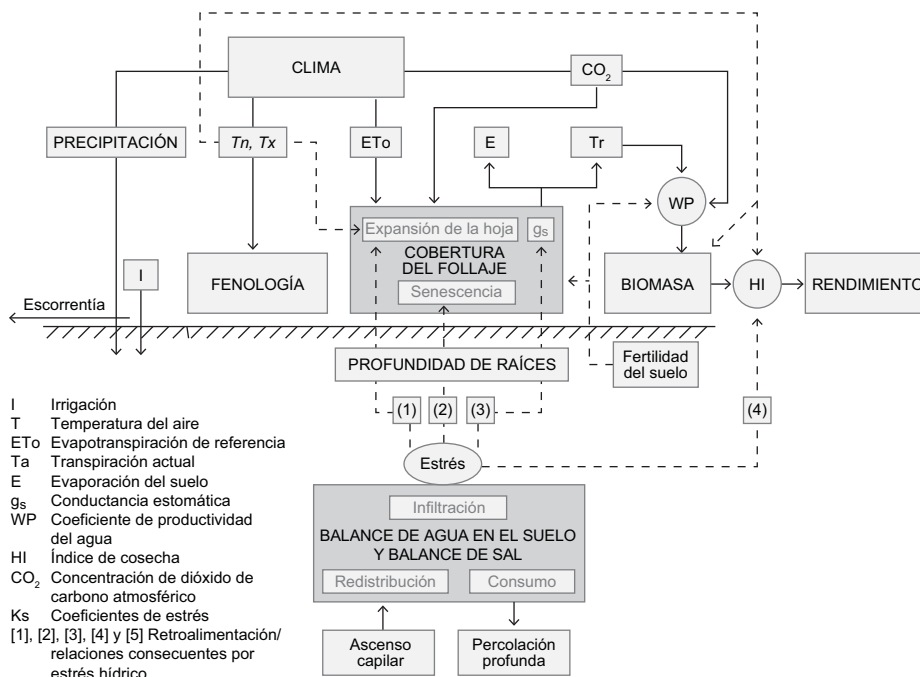 CLIMA
CO2
PRECIPITACIÓN
Tn, Tx
ETo
E
Tr
WP
Expansión de la hoja
gs
COBERTURA
DEL FOLLAJE
Senescencia
I
FENOLOGÍA
BIOMASA
HI
RENDIMIENTO
Escorrentía
PROFUNDIDAD DE RAÍCES
Fertilidad
del suelo
(1)
(2)
(3)
(4)
Estrés
Infiltración
BALANCE DE AGUA EN EL SUELO
Y BALANCE DE SAL
Redistribución
Consumo
Ascenso
capilar
Percolación
profunda
I Irrigación
T Temperatura del aire
ETo Evapotranspiración de referencia
Ta Transpiración actual
E Evaporación del suelo
gs Conductancia estomática
WP Coeficiente de productividad
del agua
HI Índice de cosecha
CO2 Concentración de dióxido de
carbono atmosférico
Ks Coeficientes de estrés
[1], [2], [3], [4] y [5] Retroalimentación/
relaciones consecuentes por
estrés hídrico